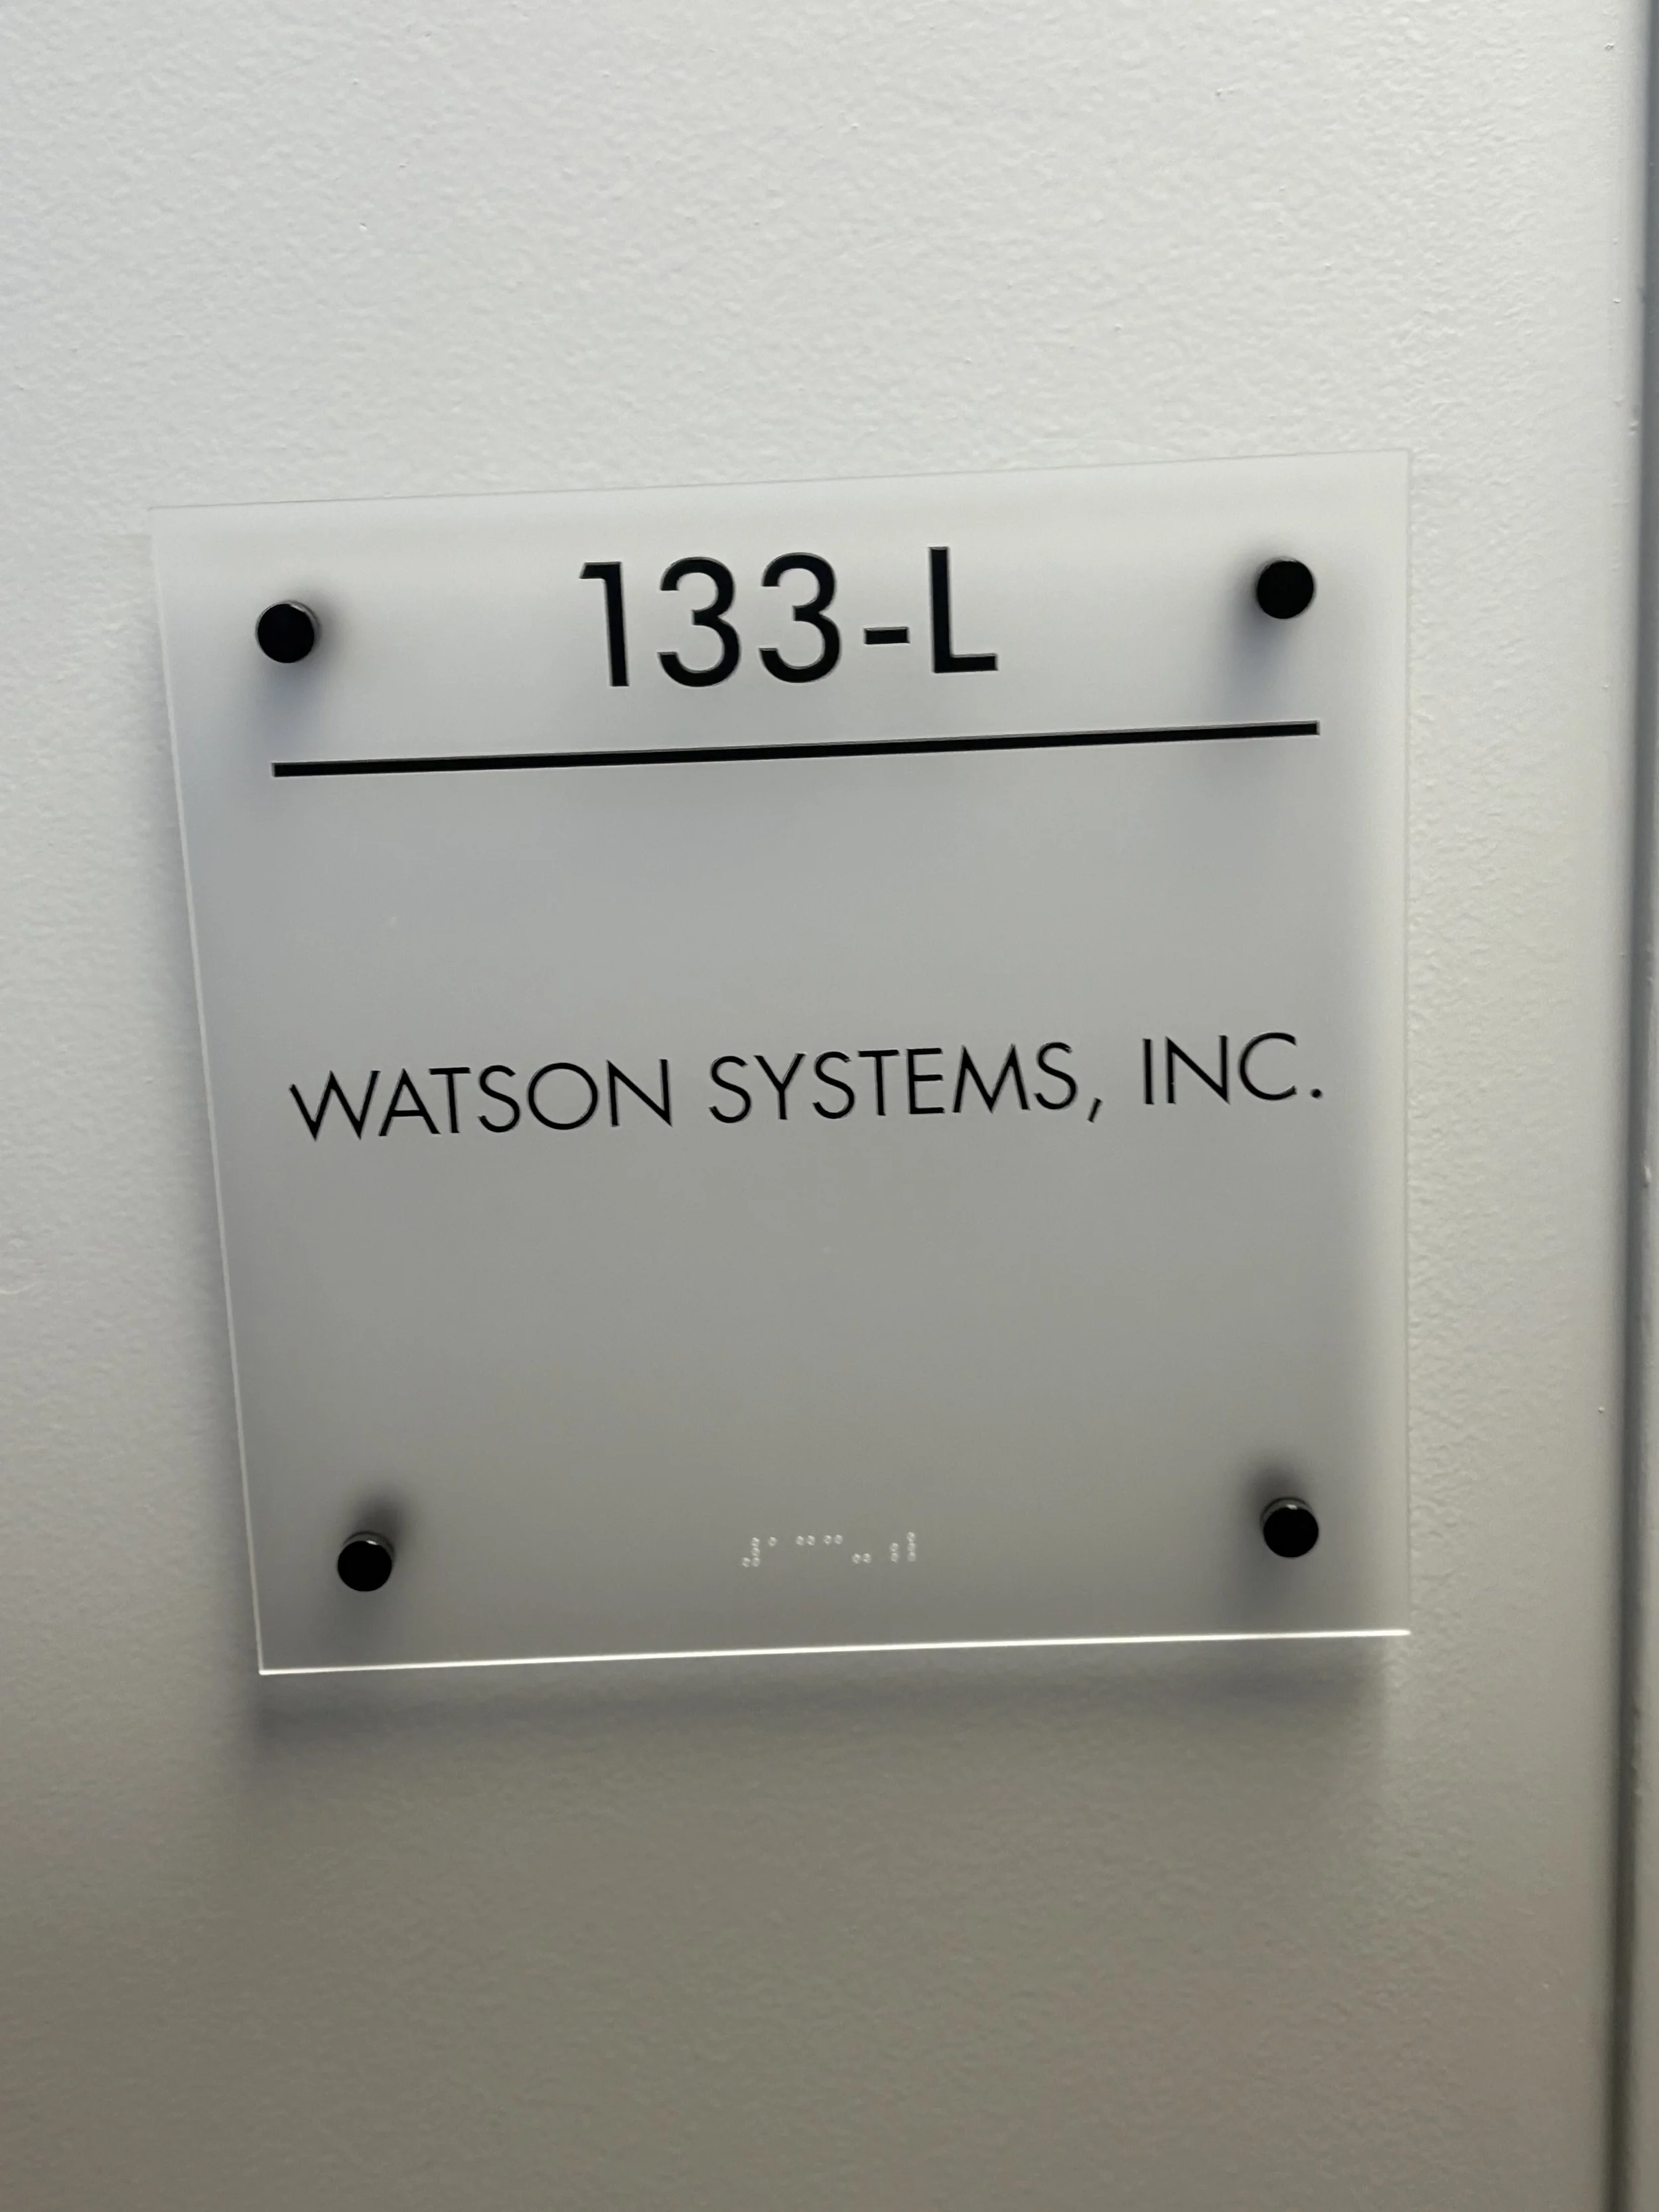 133-L
WATSON SYSTEMS, INC.
⠼⠁⠉⠉⠤⠰⠇